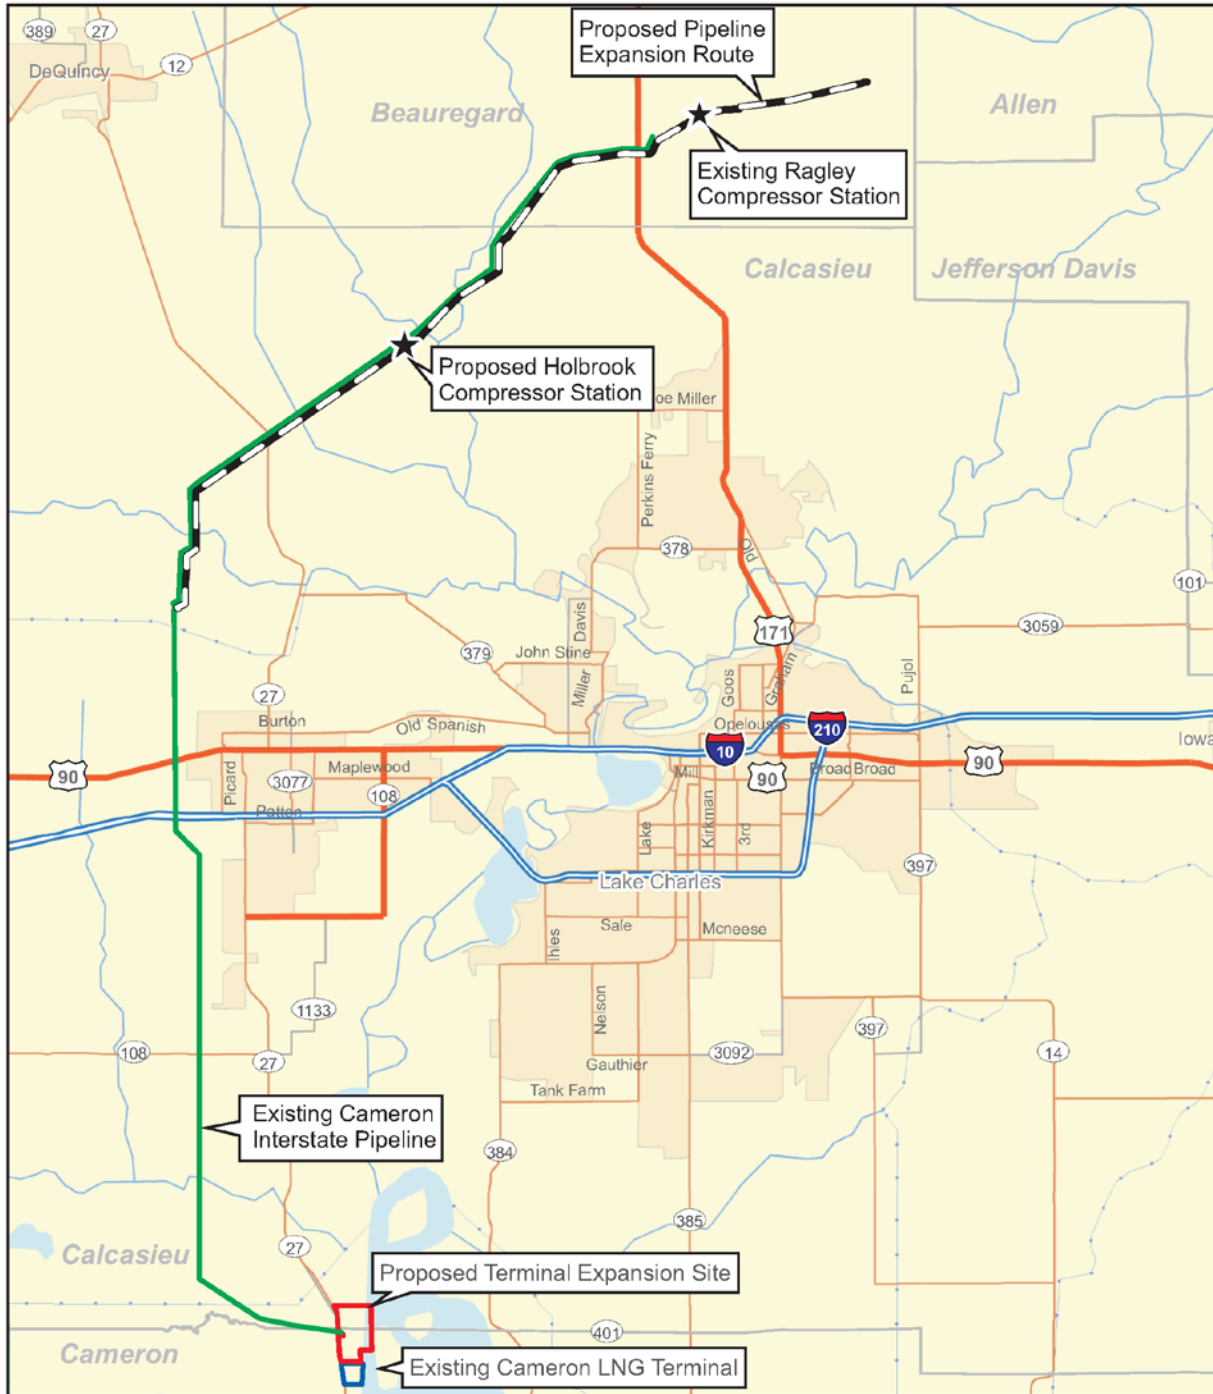 389
27
DeQuincy
12
Proposed Pipeline
Expansion Route
Beauregard
Allen
Existing Ragley
Compressor Station
Calcasieu
Jefferson Davis
Proposed Holbrook
Compressor Station
oe Miller
Perkins Ferry
378
Old
101
171
3059
Davis
John Stine
379
Miller
Goos
Graham
Pujol
27
Burton
Old Spanish
Opelousas
210
10
Iowa
90
Picard
3077
Maplewood
108
Patton
Mill
90
Broad
Broad
90
Lake
Kirkman
3rd
397
Lake Charles
Sale
Mcneese
Ihles
1133
Nelson
397
108
27
Gauthier
3092
14
Tank Farm
Existing Cameron
Interstate Pipeline
384
385
Calcasieu
27
Proposed Terminal Expansion Site
401
Cameron
Existing Cameron LNG Terminal